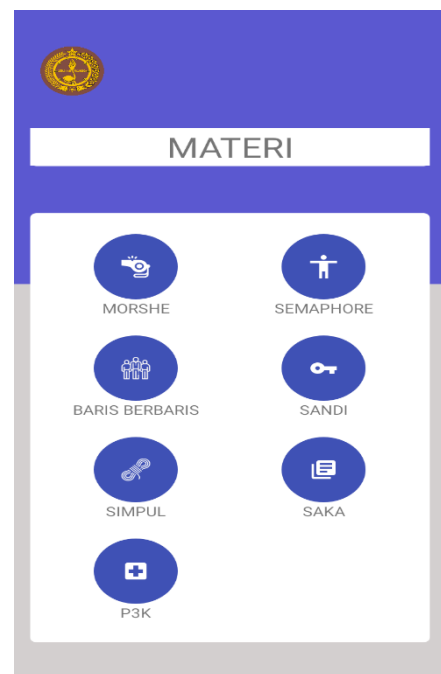 MATERI
MORSHE
SEMAPHORE
BARIS BERBARIS
SANDI
SIMPUL
SAKA
P3K